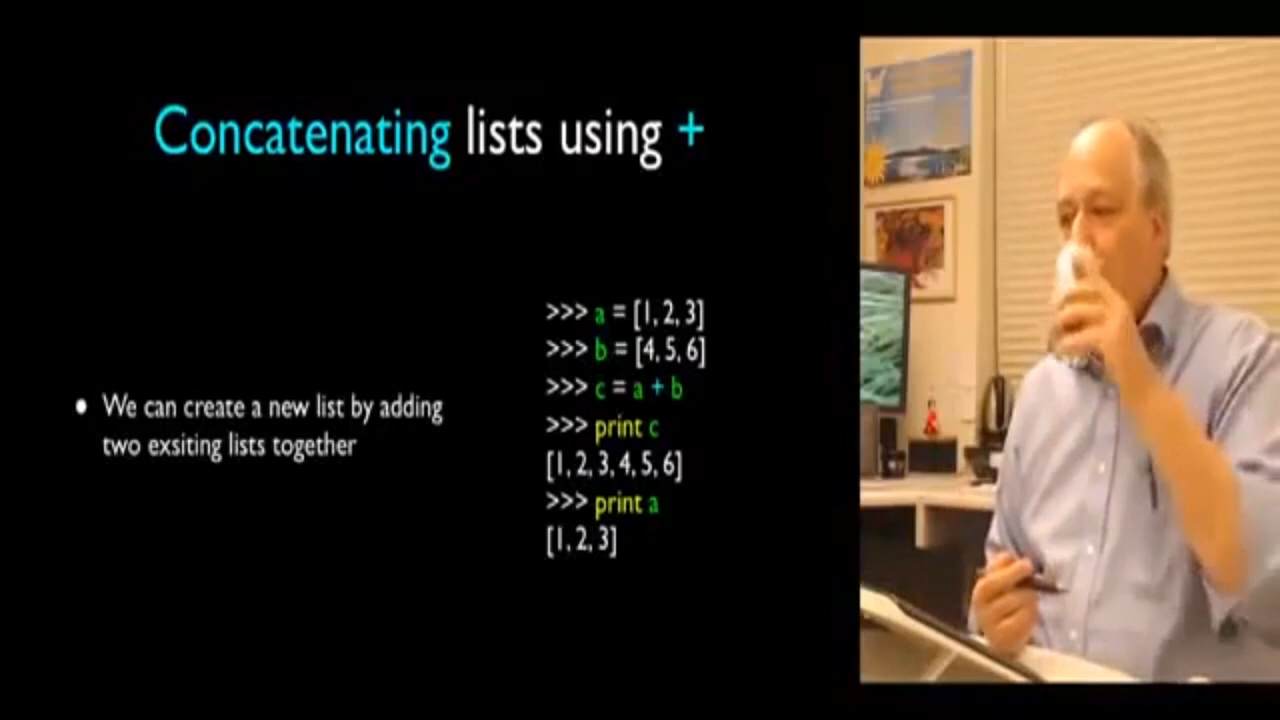 Concatenating lists using +
• We can create a new list by adding
two exsiting lists together
>>> a = [1, 2, 3]
>>> b = [4, 5, 6]
>>> c = a + b
>>> print c
[1, 2, 3, 4, 5, 6]
>>> print a
[1, 2, 3]